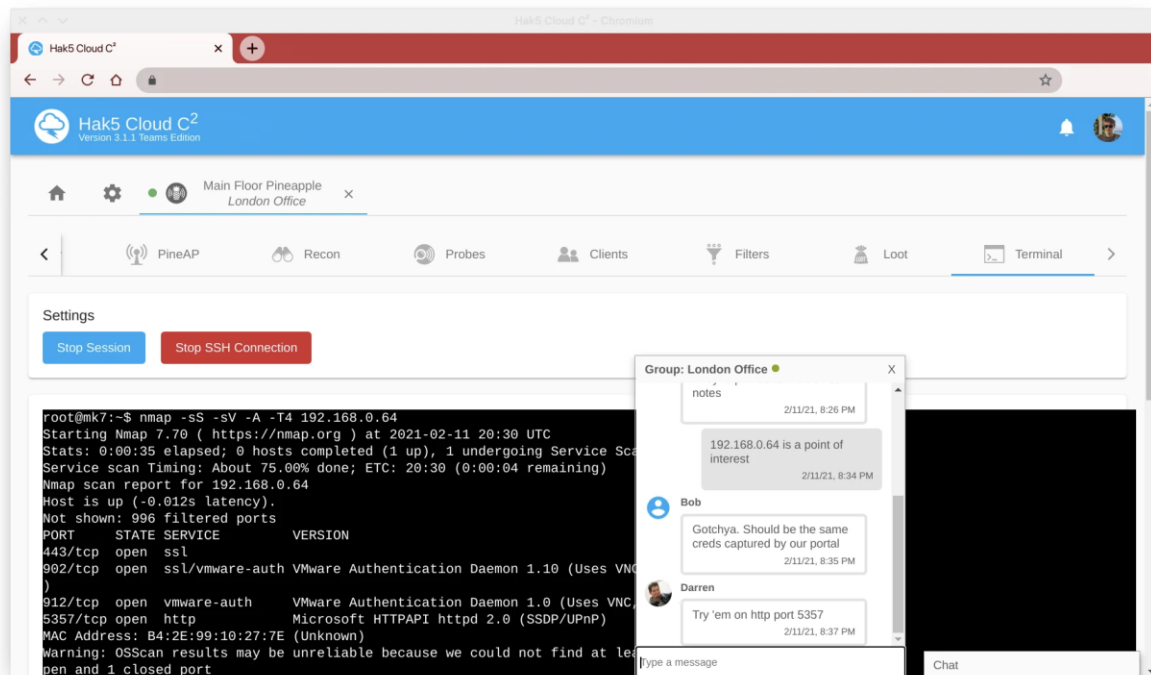 Hak5 Cloud C² - Chromium
Hak5 Cloud C²
Hak5 Cloud C²
Version 3.1.1 Teams Edition
Main Floor Pineapple
London Office
PineAP
Recon
Probes
Clients
Filters
Loot
Terminal
Settings
Stop Session
Stop SSH Connection
root@mk7:~$ nmap -sS -sV -A -T4 192.168.0.64
Starting Nmap 7.70 ( https://nmap.org ) at 2021-02-11 20:30 UTC
Stats: 0:00:35 elapsed; 0 hosts completed (1 up), 1 undergoing Service Sca
Service scan Timing: About 75.00% done; ETC: 20:30 (0:00:04 remaining)
Nmap scan report for 192.168.0.64
Host is up (-0.012s latency).
Not shown: 996 filtered ports
PORT STATE SERVICE VERSION
443/tcp open ssl
902/tcp open ssl/vmware-auth VMware Authentication Daemon 1.10 (Uses VNC
)
912/tcp open vmware-auth VMware Authentication Daemon 1.0 (Uses VNC,
5357/tcp open http Microsoft HTTPAPI httpd 2.0 (SSDP/UPnP)
MAC Address: B4:2E:99:10:27:7E (Unknown)
Warning: OSScan results may be unreliable because we could not find at lea
pen and 1 closed port
Group: London Office
X
notes
2/11/21, 8:26 PM
192.168.0.64 is a point of
interest
2/11/21, 8:34 PM
Bob
Gotchya. Should be the same
creds captured by our portal
2/11/21, 8:35 PM
Darren
Try 'em on http port 5357
2/11/21, 8:37 PM
Type a message
Chat